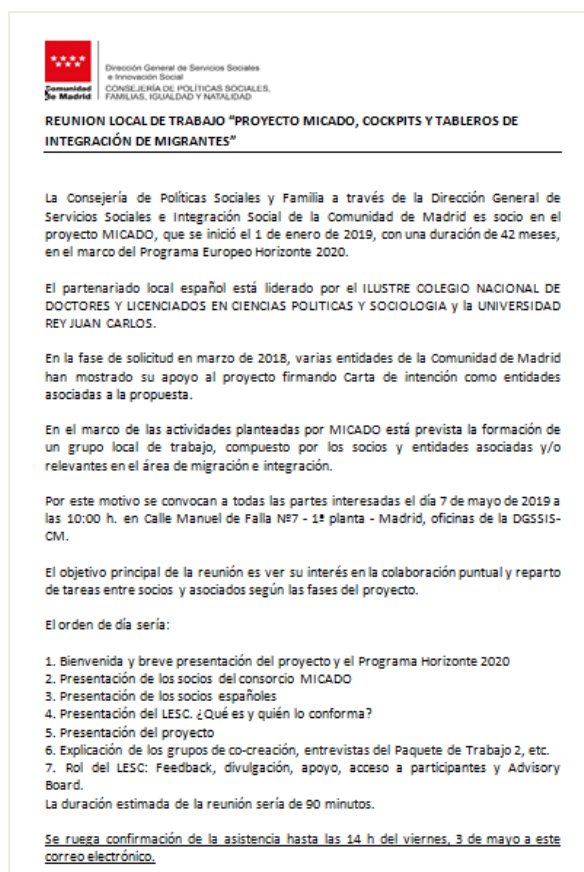 Dirección General de Servicios Sociales
e Innovación Social
Comunidad
de Madrid
CONSEJERÍA DE POLÍTICAS SOCIALES,
FAMILIAS, IGUALDAD Y NATALIDAD
REUNION LOCAL DE TRABAJO “PROYECTO MICADO, COCKPITS Y TABLEROS DE
INTEGRACIÓN DE MIGRANTES”
La Consejería de Políticas Sociales y Familia a través de la Dirección General de
Servicios Sociales e Integración Social de la Comunidad de Madrid es socio en el
proyecto MICADO, que se inició el 1 de enero de 2019, con una duración de 42 meses,
en el marco del Programa Europeo Horizonte 2020.
El partenariado local español está liderado por el ILUSTRE COLEGIO NACIONAL DE
DOCTORES Y LICENCIADOS EN CIENCIAS POLITICAS Y SOCIOLOGIA y la UNIVERSIDAD
REY JUAN CARLOS.
En la fase de solicitud en marzo de 2018, varias entidades de la Comunidad de Madrid
han mostrado su apoyo al proyecto firmando Carta de intención como entidades
asociadas a la propuesta.
En el marco de las actividades planteadas por MICADO está prevista la formación de
un grupo local de trabajo, compuesto por los socios y entidades asociadas y/o
relevantes en el área de migración e integración.
Por este motivo se convocan a todas las partes interesadas el día 7 de mayo de 2019 a
las 10:00 h. en Calle Manuel de Falla Nº7 - 1ª planta - Madrid, oficinas de la DGSSIS-
CM.
El objetivo principal de la reunión es ver su interés en la colaboración puntual y reparto
de tareas entre socios y asociados según las fases del proyecto.
El orden de día sería:
1. Bienvenida y breve presentación del proyecto y el Programa Horizonte 2020
2. Presentación de los socios del consorcio MICADO
3. Presentación de los socios españoles
4. Presentación del LESC. ¿Qué es y quién lo conforma?
5. Presentación del proyecto
6. Explicación de los grupos de co-creación, entrevistas del Paquete de Trabajo 2, etc.
7. Rol del LESC: Feedback, divulgación, apoyo, acceso a participantes y Advisory
Board.
La duración estimada de la reunión sería de 90 minutos.
Se ruega confirmación de la asistencia hasta las 14 h del viernes, 3 de mayo a este
correo electrónico.